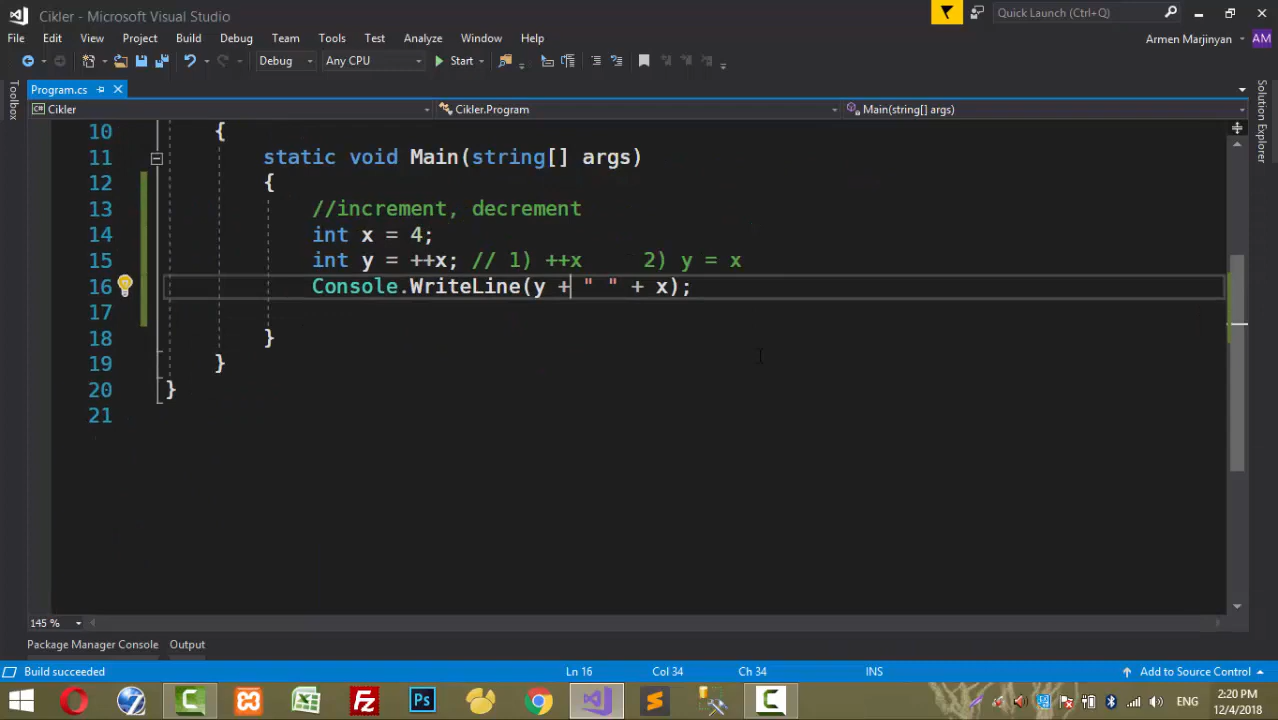 Cikler - Microsoft Visual Studio
Quick Launch (Ctrl+Q)
File Edit View Project Build Debug Team Tools Test Analyze Window Help
Armen Marjinyan AM
Debug Any CPU Start
Program.cs
Toolbox
Solution Explorer
Cikler Cikler.Program Main(string[] args)
10 {
11 static void Main(string[] args)
12 {
13 //increment, decrement
14 int x = 4;
15 int y = ++x; // 1) ++x 2) y = x
16 Console.WriteLine(y + " " + x);
17
18 }
19 }
20 }
21
145 %
Package Manager Console Output
Build succeeded Ln 16 Col 34 Ch 34 INS Add to Source Control
Ps
ENG
2:20 PM
12/4/2018